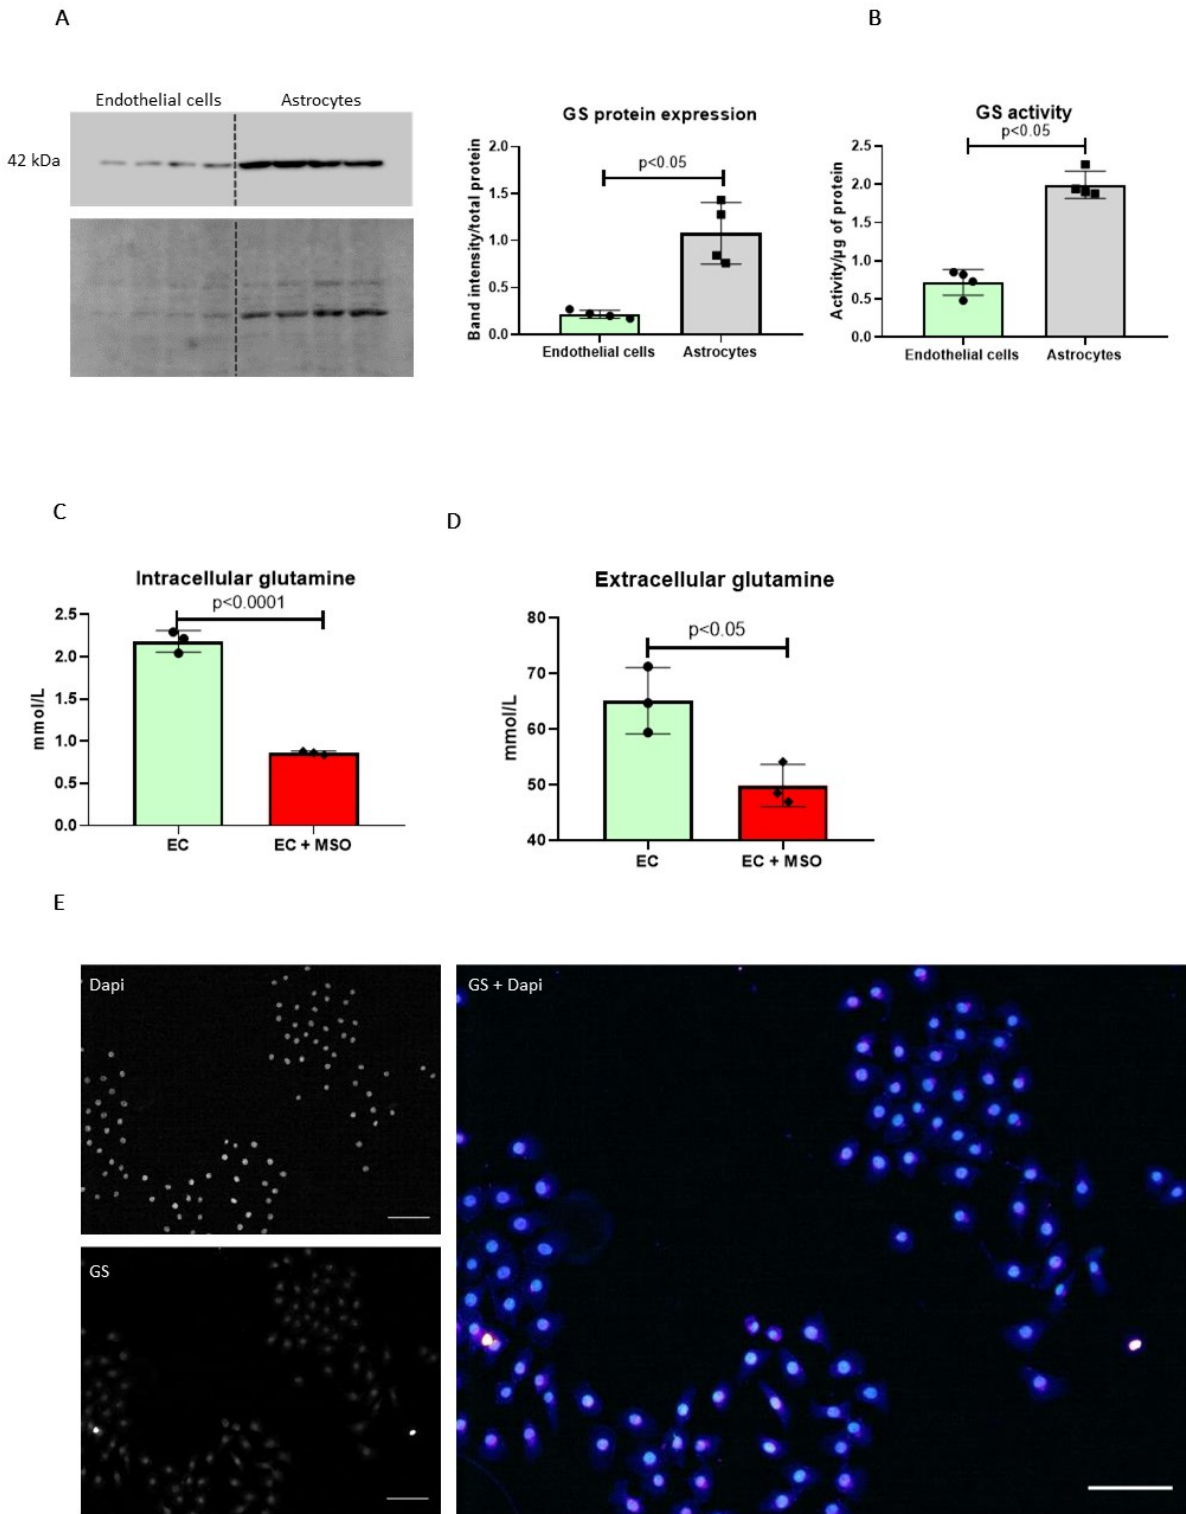 A
B
Endothelial cells
Astrocytes
42 kDa
GS protein expression
p<0.05
Band intensity/total protein
2.0
1.5
1.0
0.5
0.0
Endothelial cells
Astrocytes
GS activity
p<0.05
Activity/µg of protein
2.5
2.0
1.5
1.0
0.5
0.0
Endothelial cells
Astrocytes
C
D
Intracellular glutamine
p<0.0001
mmol/L
2.5
2.0
1.5
1.0
0.5
0.0
EC
EC + MSO
Extracellular glutamine
p<0.05
mmol/L
80
70
60
50
40
EC
EC + MSO
E
Dapi
GS
GS + Dapi